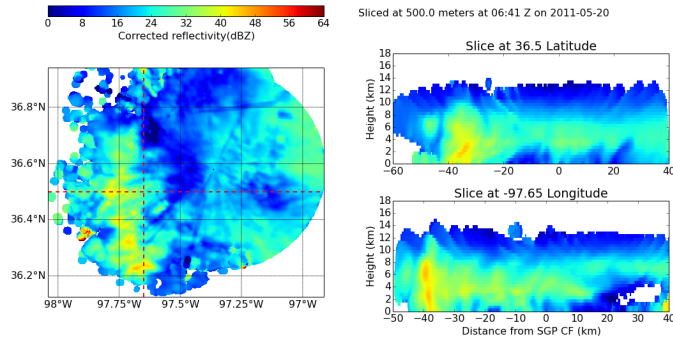 0 8 16 24 32 40 48 56 64
Corrected reflectivity(dBZ)
Sliced at 500.0 meters at 06:41 Z on 2011-05-20
36.8°N
36.6°N
36.4°N
36.2°N
98°W 97.75°W 97.5°W 97.25°W 97°W
Slice at 36.5 Latitude
Height (km)
18
16
14
12
10
8
6
4
2
0
−60 −50 −40 −30 −20 −10 0 10 20 30 40
Slice at -97.65 Longitude
Height (km)
18
16
14
12
10
8
6
4
2
0
−50 −40 −30 −20 −10 0 10 20 30 40
Distance from SGP CF (km)